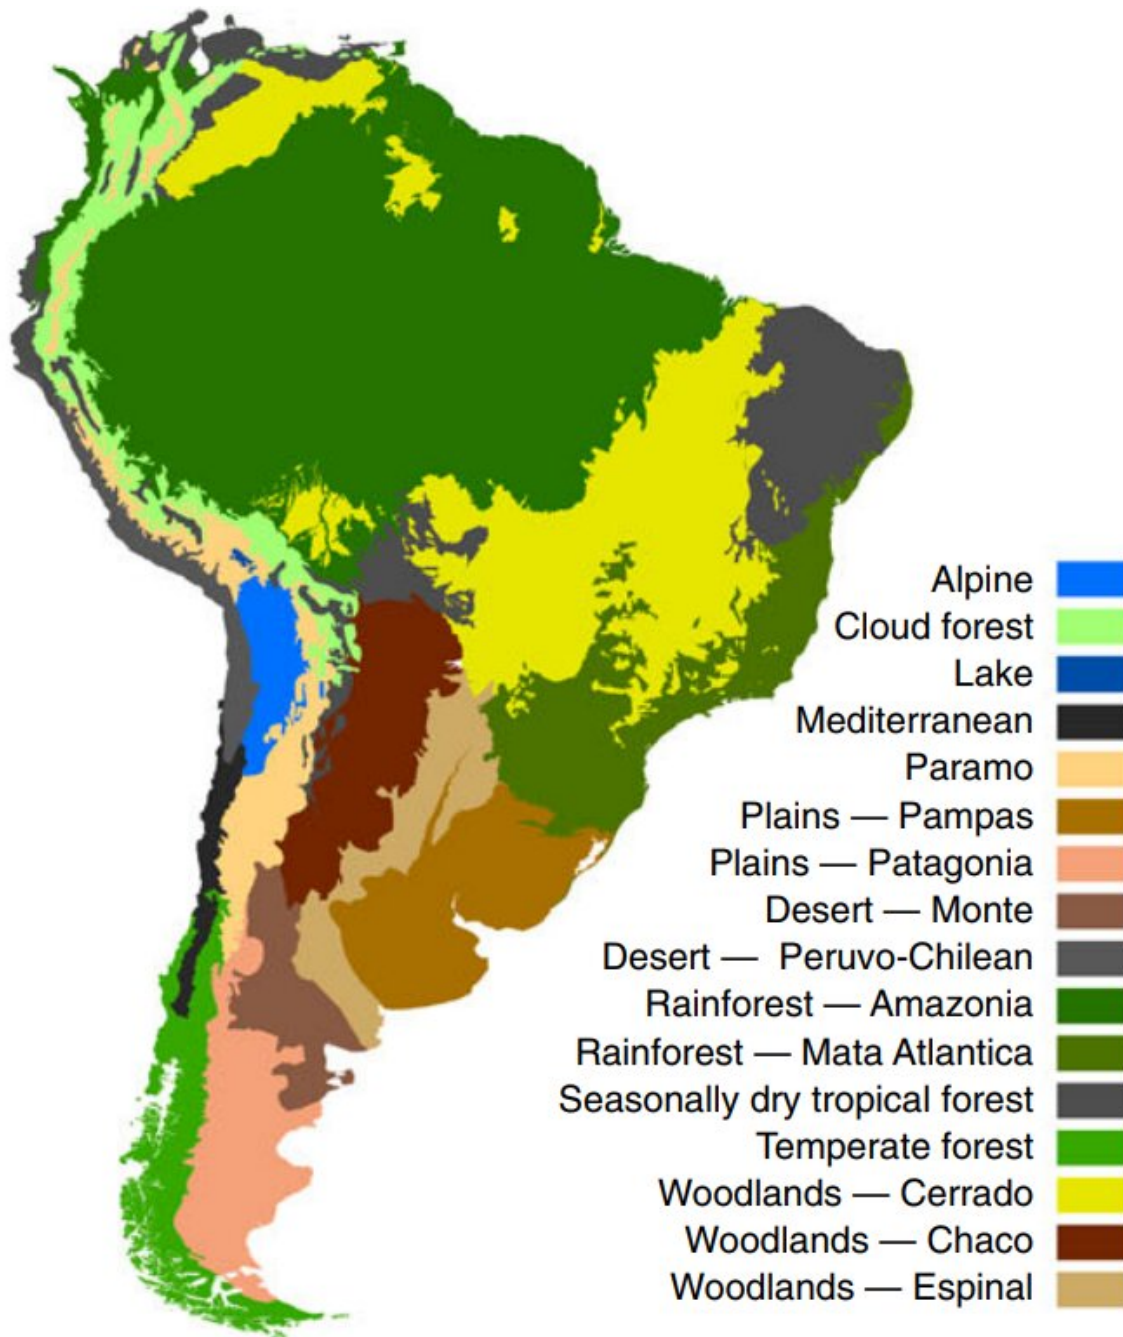 Alpine
Cloud forest
Lake
Mediterranean
Paramo
Plains — Pampas
Plains — Patagonia
Desert — Monte
Desert — Peruvo-Chilean
Rainforest — Amazonia
Rainforest — Mata Atlantica
Seasonally dry tropical forest
Temperate forest
Woodlands — Cerrado
Woodlands — Chaco
Woodlands — Espinal